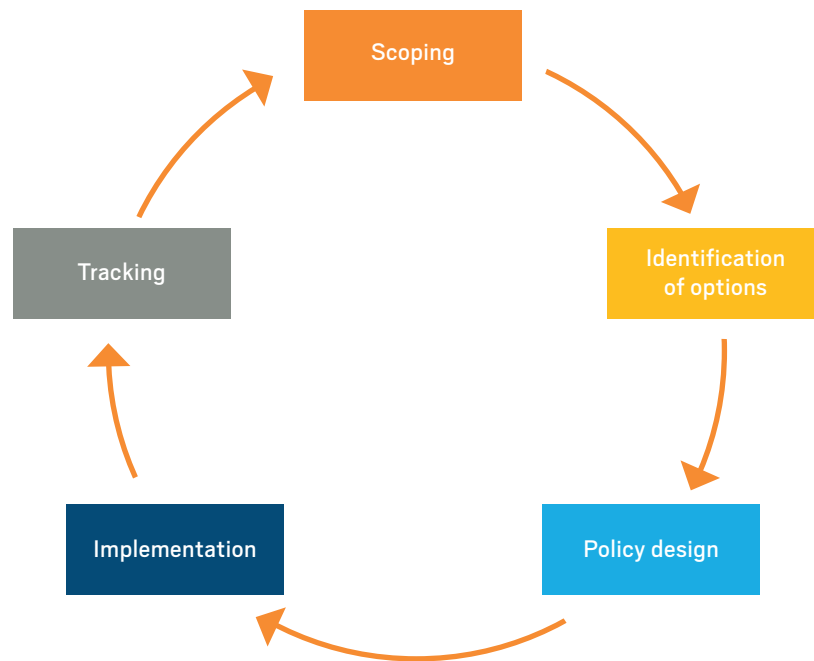 Scoping
Identification
of options
Policy design
Implementation
Tracking